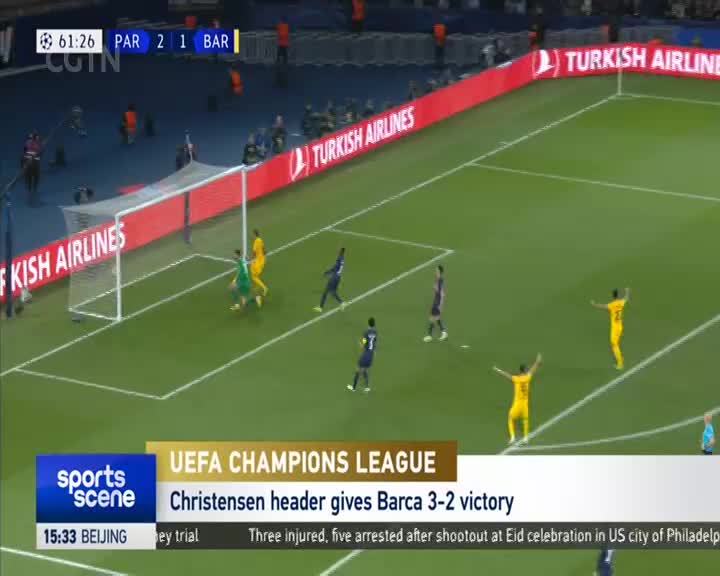 61:26 PAR 2 1 BAR
CGTN
TURKISH AIRLINES
TURKISH AIRLINES
KISH AIRLINES
UEFA CHAMPIONS LEAGUE
sports scene
Christensen header gives Barca 3-2 victory
15:33 BEIJING
ey trial Three injured, five arrested after shootout at Eid celebration in US city of Philadelp